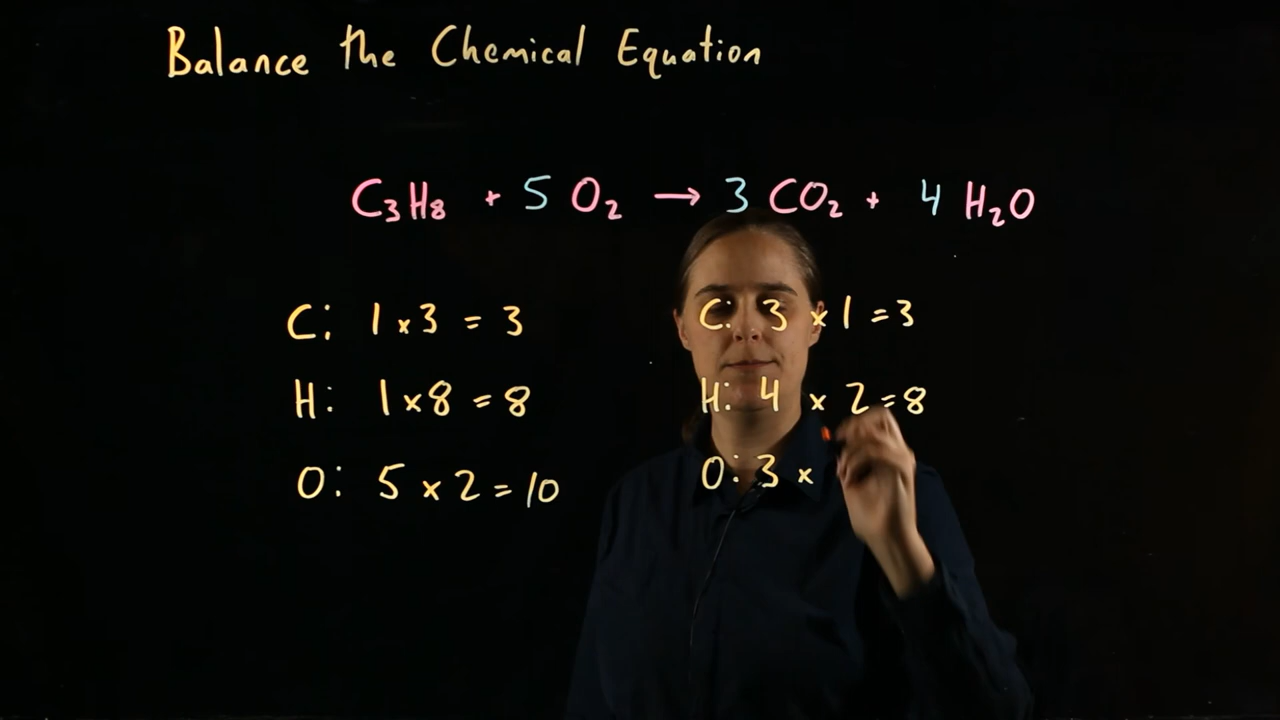 Balance the Chemical Equation
C₃H₈ + 5 O₂ → 3 CO₂ + 4 H₂O
C: 1 × 3 = 3 C: 3 × 1 = 3
H: 1 × 8 = 8 H: 4 × 2 = 8
O: 5 × 2 = 10 O: 3 ×